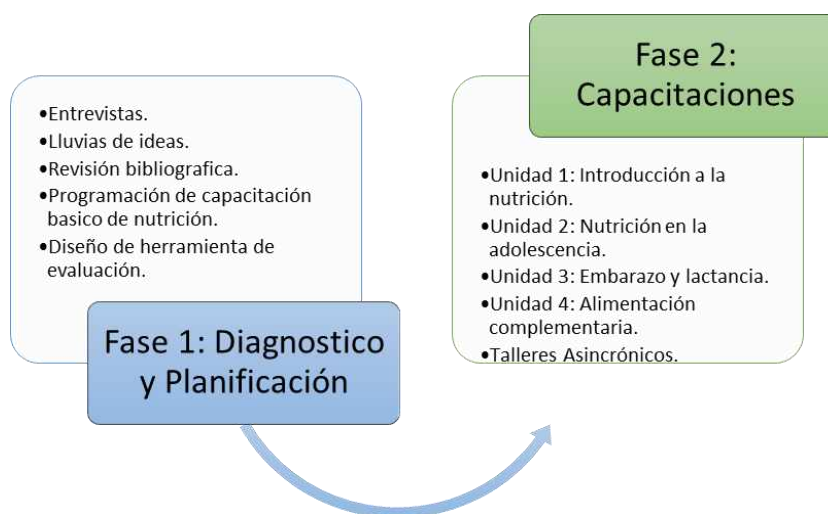 •Entrevistas.
•Lluvias de ideas.
•Revisión bibliografica.
•Programación de capacitación
basico de nutrición.
•Diseño de herramienta de
evaluación.
Fase 1: Diagnostico
y Planificación
Fase 2:
Capacitaciones
•Unidad 1: Introducción a la
nutrición.
•Unidad 2: Nutrición en la
adolescencia.
•Unidad 3: Embarazo y lactancia.
•Unidad 4: Alimentación
complementaria.
•Talleres Asincrónicos.